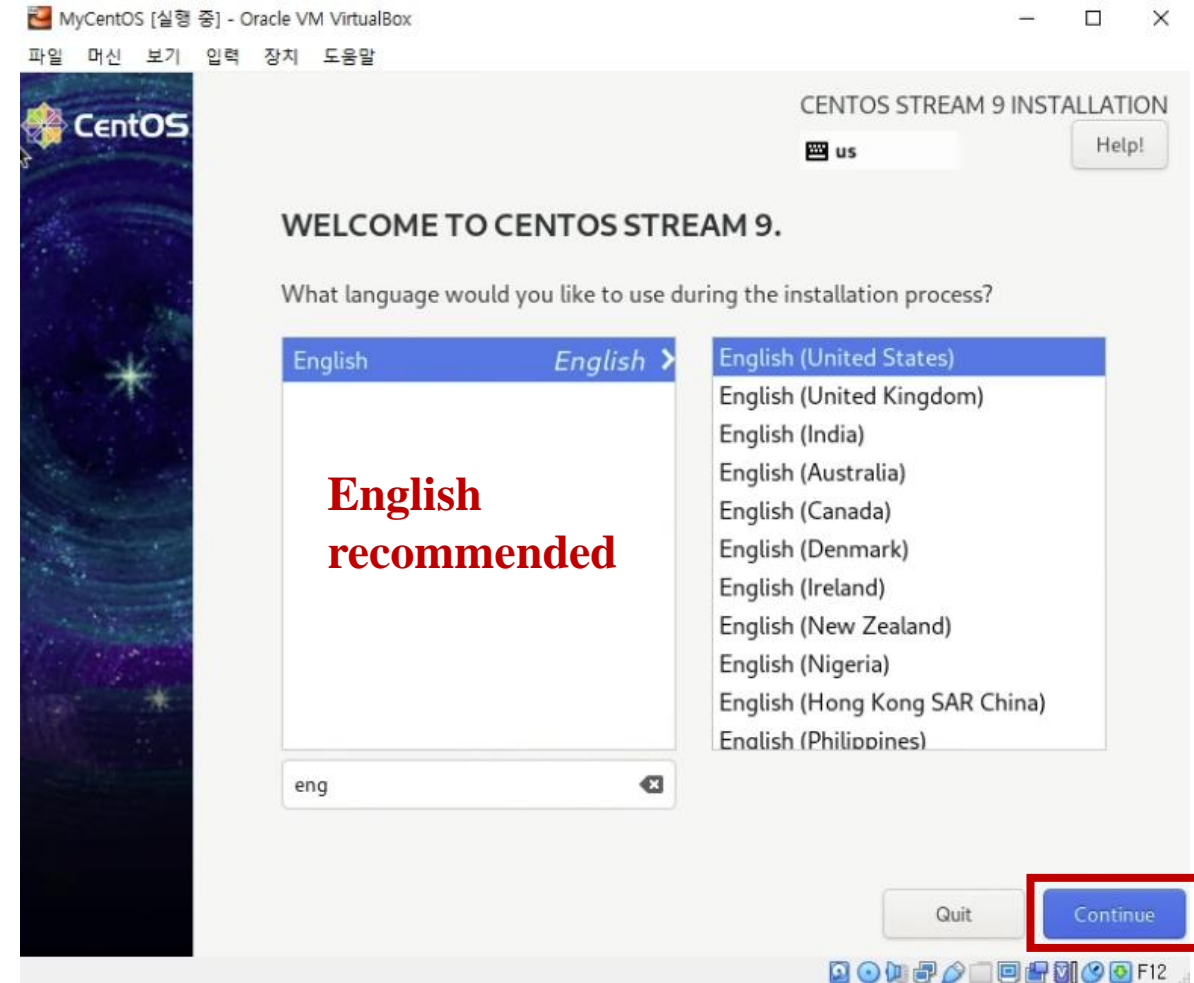 MyCentOS [실행 중] - Oracle VM VirtualBox
파일 머신 보기 입력 장치 도움말
CentOS
CENTOS STREAM 9 INSTALLATION
us
Help!
WELCOME TO CENTOS STREAM 9.
What language would you like to use during the installation process?
English English
English (United States)
English (United Kingdom)
English (India)
English (Australia)
English (Canada)
English (Denmark)
English (Ireland)
English (New Zealand)
English (Nigeria)
English (Hong Kong SAR China)
English (Philippines)
English
recommended
eng
Quit Continue
F12